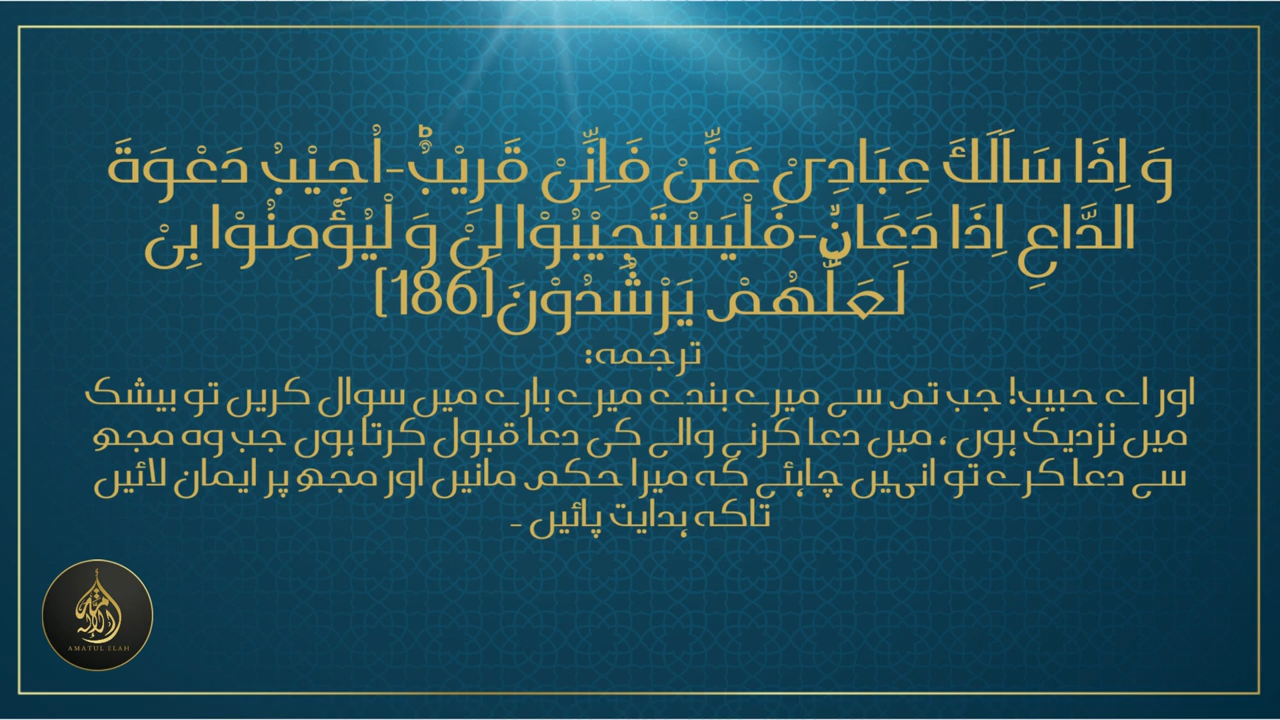 وَ اِذَا سَاَلَكَ عِبَادِیْ عَنِّیْ فَاِنِّیْ قَرِیْبٌؕ-اُجِیْبُ دَعْوَةَ
الدَّاعِ اِذَا دَعَانِۙ-فَلْیَسْتَجِیْبُوْا لِیْ وَ لْیُؤْمِنُوْا بِیْ
لَعَلَّهُمْ یَرْشُدُوْنَ(186)
ترجمہ:
اور اے حبیب! جب تم سے میرے بندے میرے بارے میں سوال کریں تو بیشک
میں نزدیک ہوں ، میں دعا کرنے والے کی دعا قبول کرتا ہوں جب وہ مجھ
سے دعا کرے تو انہیں چاہئے کہ میرا حکم مانیں اور مجھ پر ایمان لائیں
تاکہ ہدایت پائیں ۔
AMATUL ELAH